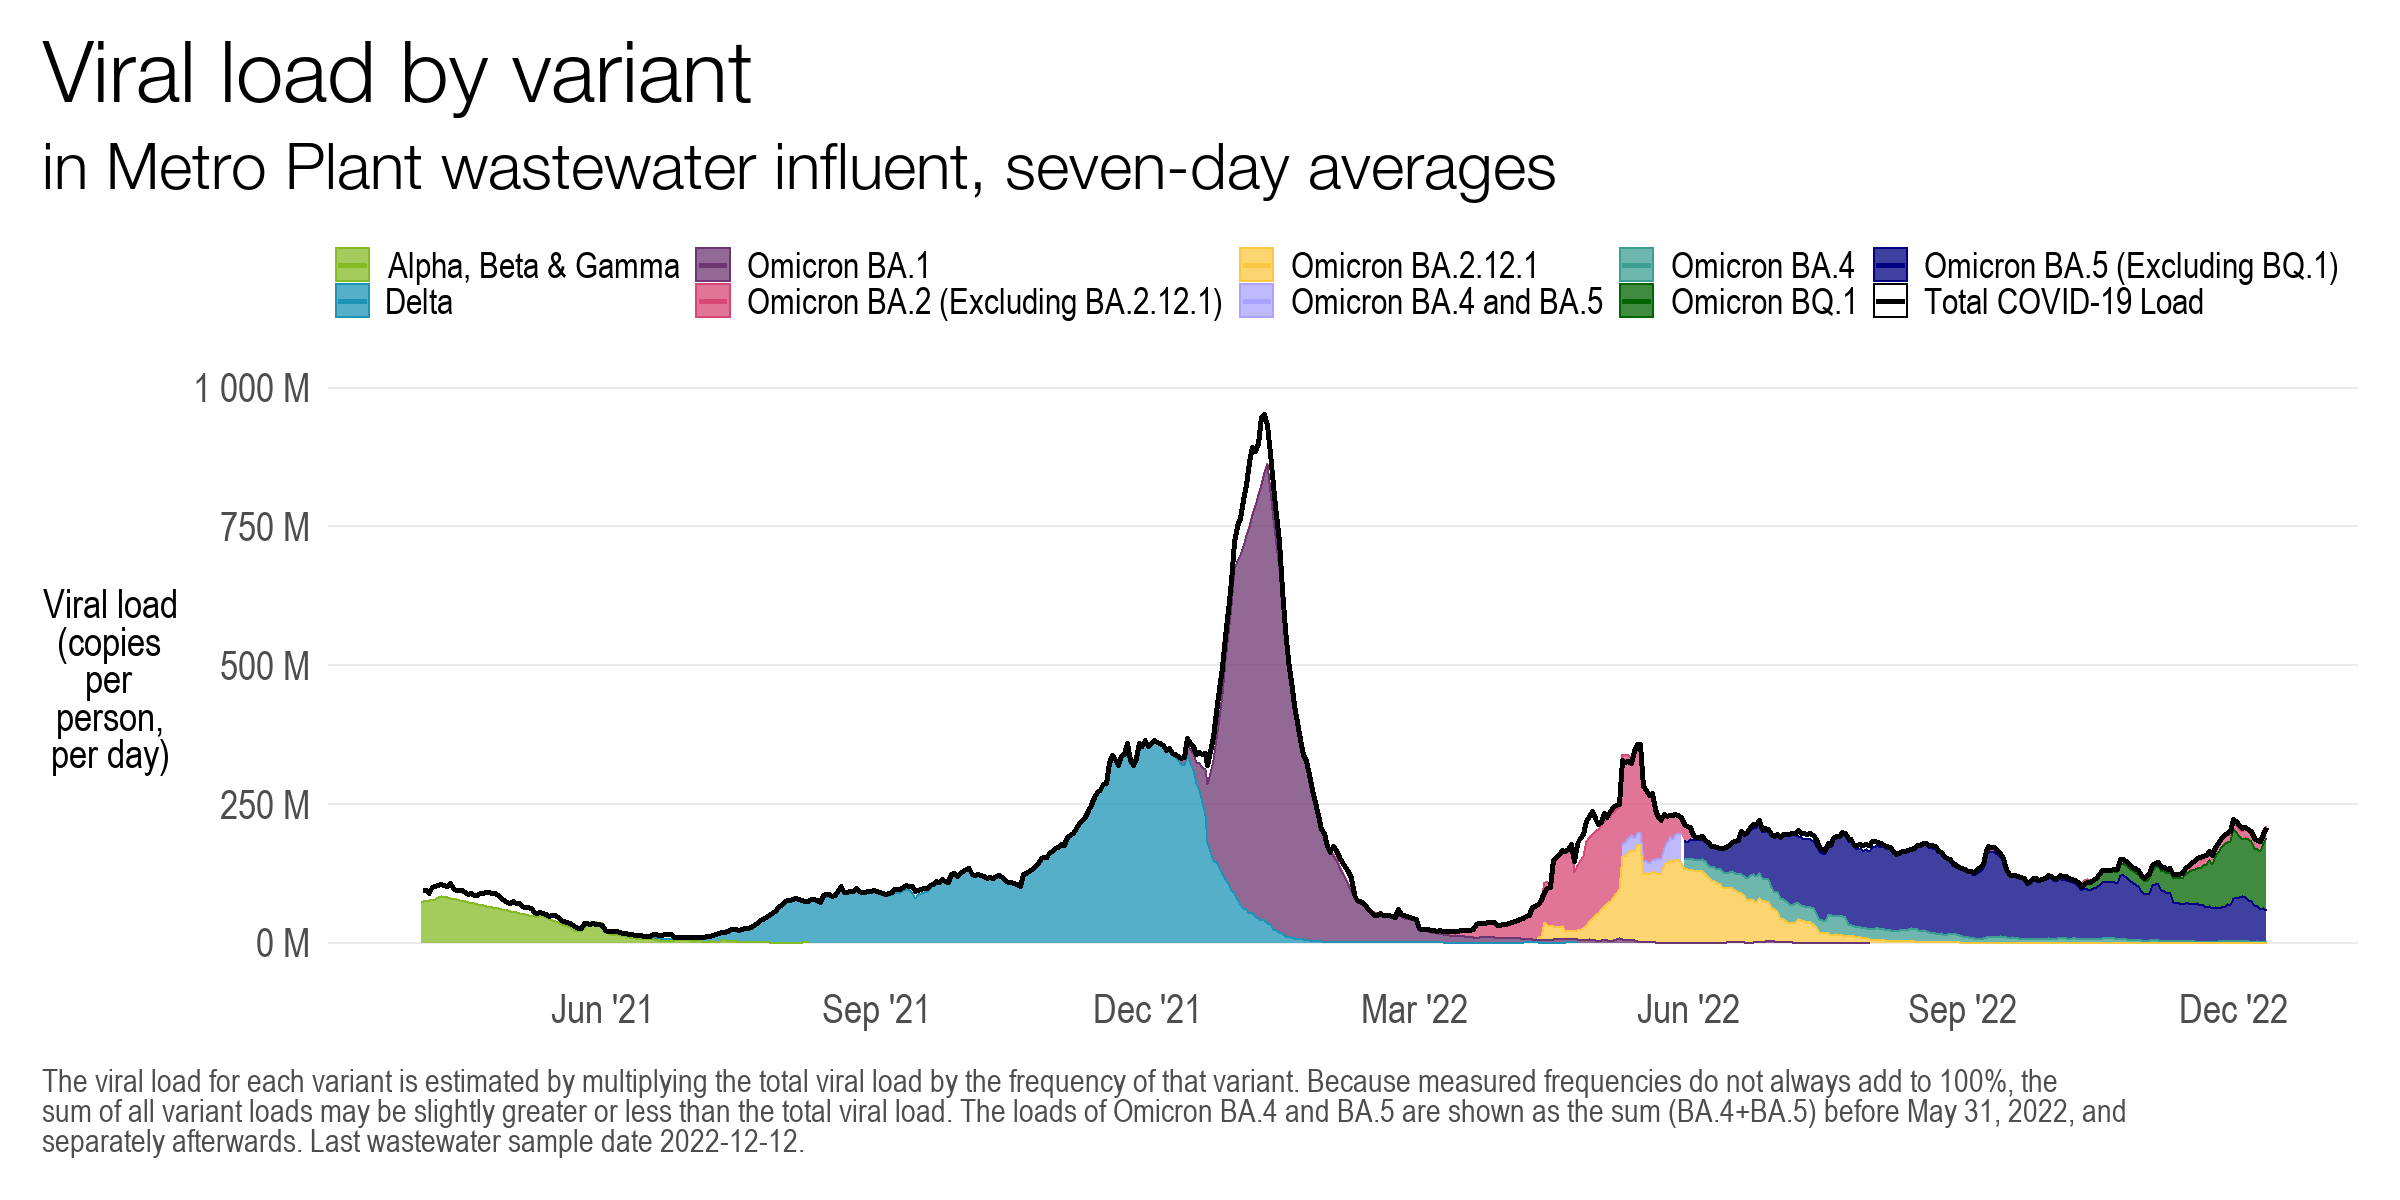 Viral load by variant
in Metro Plant wastewater influent, seven-day averages
Alpha, Beta & Gamma
Omicron BA.1
Omicron BA.2.12.1
Omicron BA.4
Omicron BA.5 (Excluding BQ.1)
Delta
Omicron BA.2 (Excluding BA.2.12.1)
Omicron BA.4 and BA.5
Omicron BQ.1
Total COVID-19 Load
1 000 M
750 M
500 M
250 M
0 M
Viral load
(copies
per
person,
per day)
Jun '21
Sep '21
Dec '21
Mar '22
Jun '22
Sep '22
Dec '22
The viral load for each variant is estimated by multiplying the total viral load by the frequency of that variant. Because measured frequencies do not always add to 100%, the
sum of all variant loads may be slightly greater or less than the total viral load. The loads of Omicron BA.4 and BA.5 are shown as the sum (BA.4+BA.5) before May 31, 2022, and
separately afterwards. Last wastewater sample date 2022-12-12.